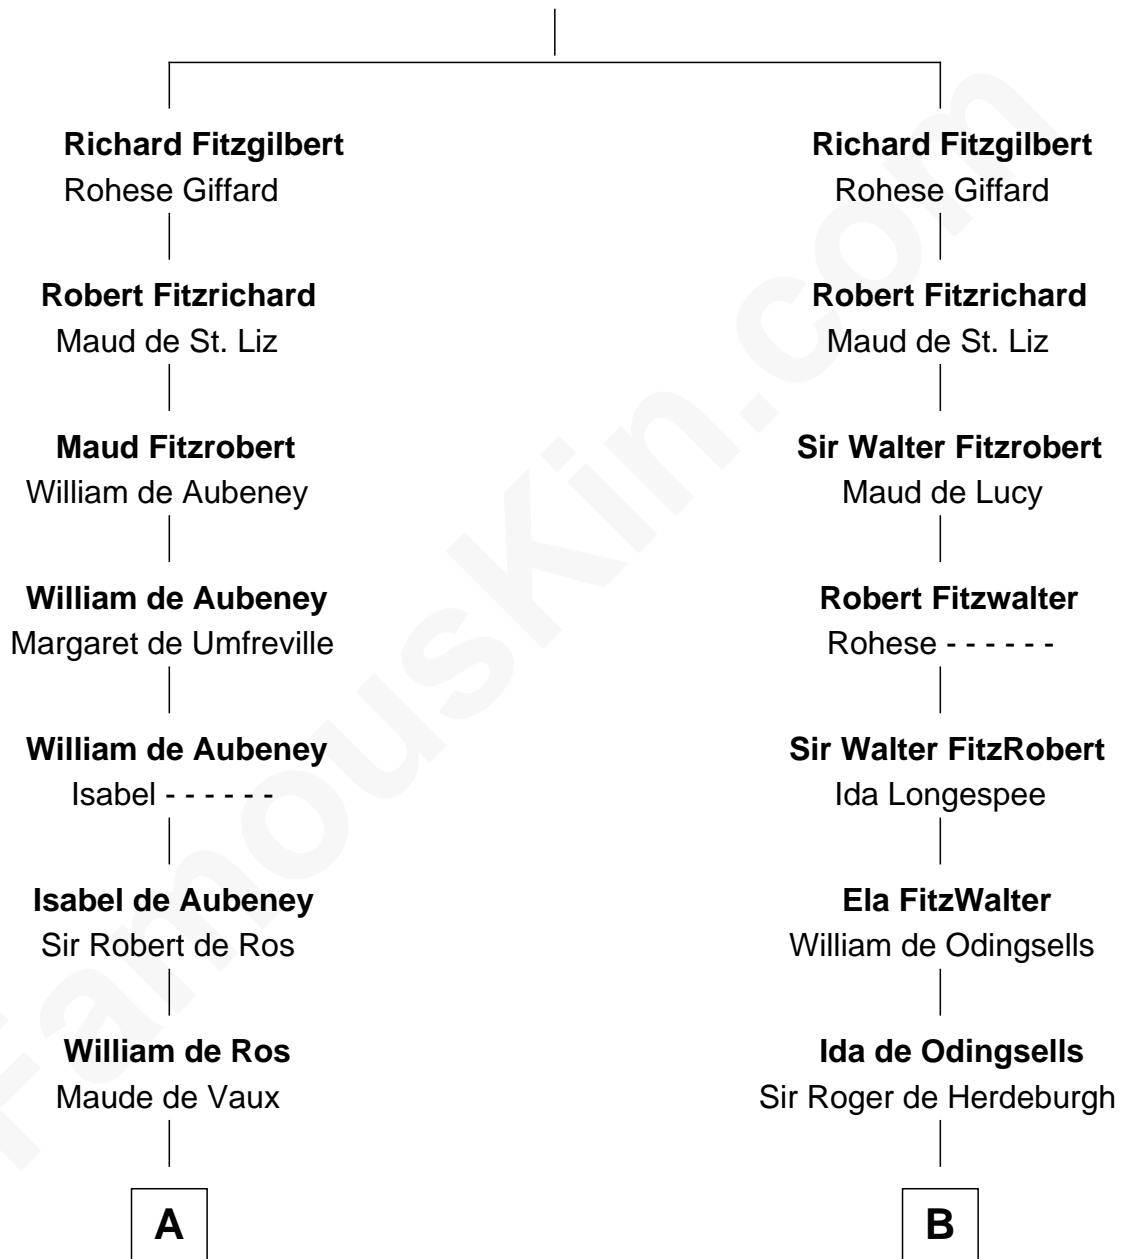 Richard Fitzgilbert
Rohese Giffard
Robert Fitzrichard
Maud de St. Liz
Maud Fitzrobert
William de Aubeney
William de Aubeney
Margaret de Umfreville
William de Aubeney
Isabel - - - - - -
Isabel de Aubeney
Sir Robert de Ros
William de Ros
Maude de Vaux
A
Richard Fitzgilbert
Rohese Giffard
Robert Fitzrichard
Maud de St. Liz
Sir Walter Fitzrobert
Maud de Lucy
Robert Fitzwalter
Rohese - - - - - -
Sir Walter FitzRobert
Ida Longespee
Ela FitzWalter
William de Odingsells
Ida de Odingsells
Sir Roger de Herdeburgh
B
FamousKin.com